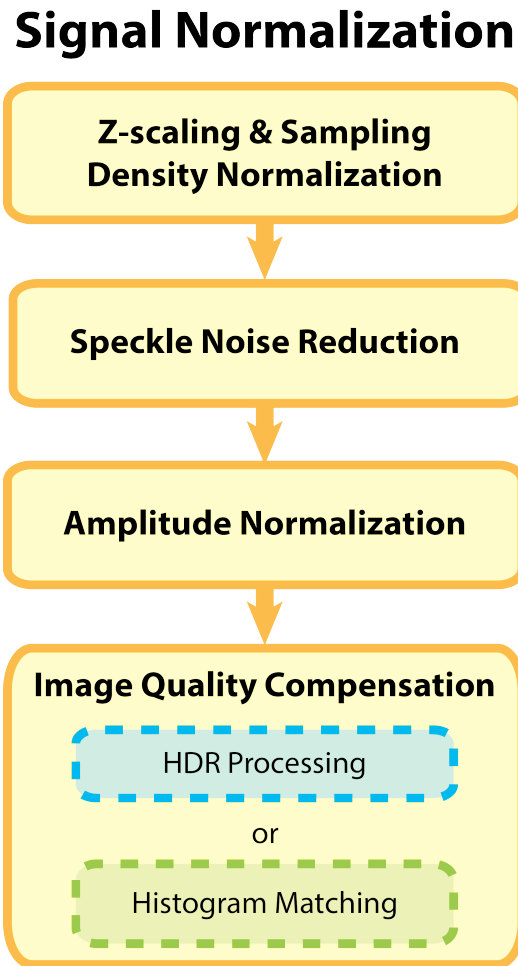 Signal Normalization
Z-scaling & Sampling
Density Normalization
Speckle Noise Reduction
Amplitude Normalization
Image Quality Compensation
HDR Processing
or
Histogram Matching